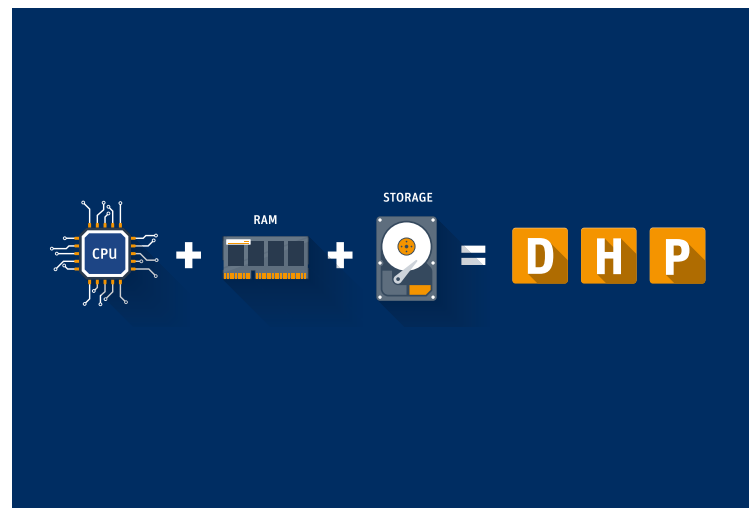 STORAGE
RAM
CPU
+ + = D H P